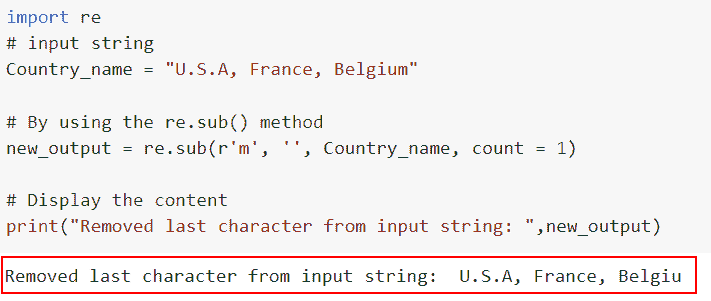 import re
# input string
Country_name = "U.S.A, France, Belgium"
# By using the re.sub() method
new_output = re.sub(r'm', '', Country_name, count = 1)
# Display the content
print("Removed last character from input string: ",new_output)
Removed last character from input string:  U.S.A, France, Belgiu